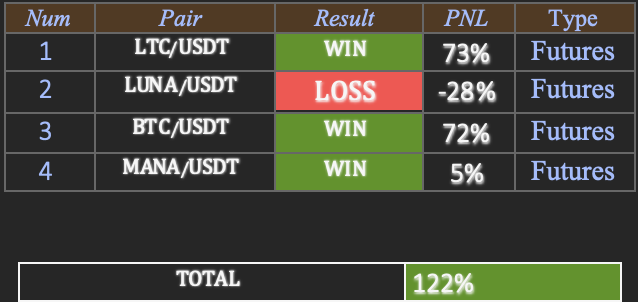 Num Pair Result PNL Type
1 LTC/USDT WIN 73% Futures
2 LUNA/USDT LOSS -28% Futures
3 BTC/USDT WIN 72% Futures
4 MANA/USDT WIN 5% Futures
TOTAL 122%